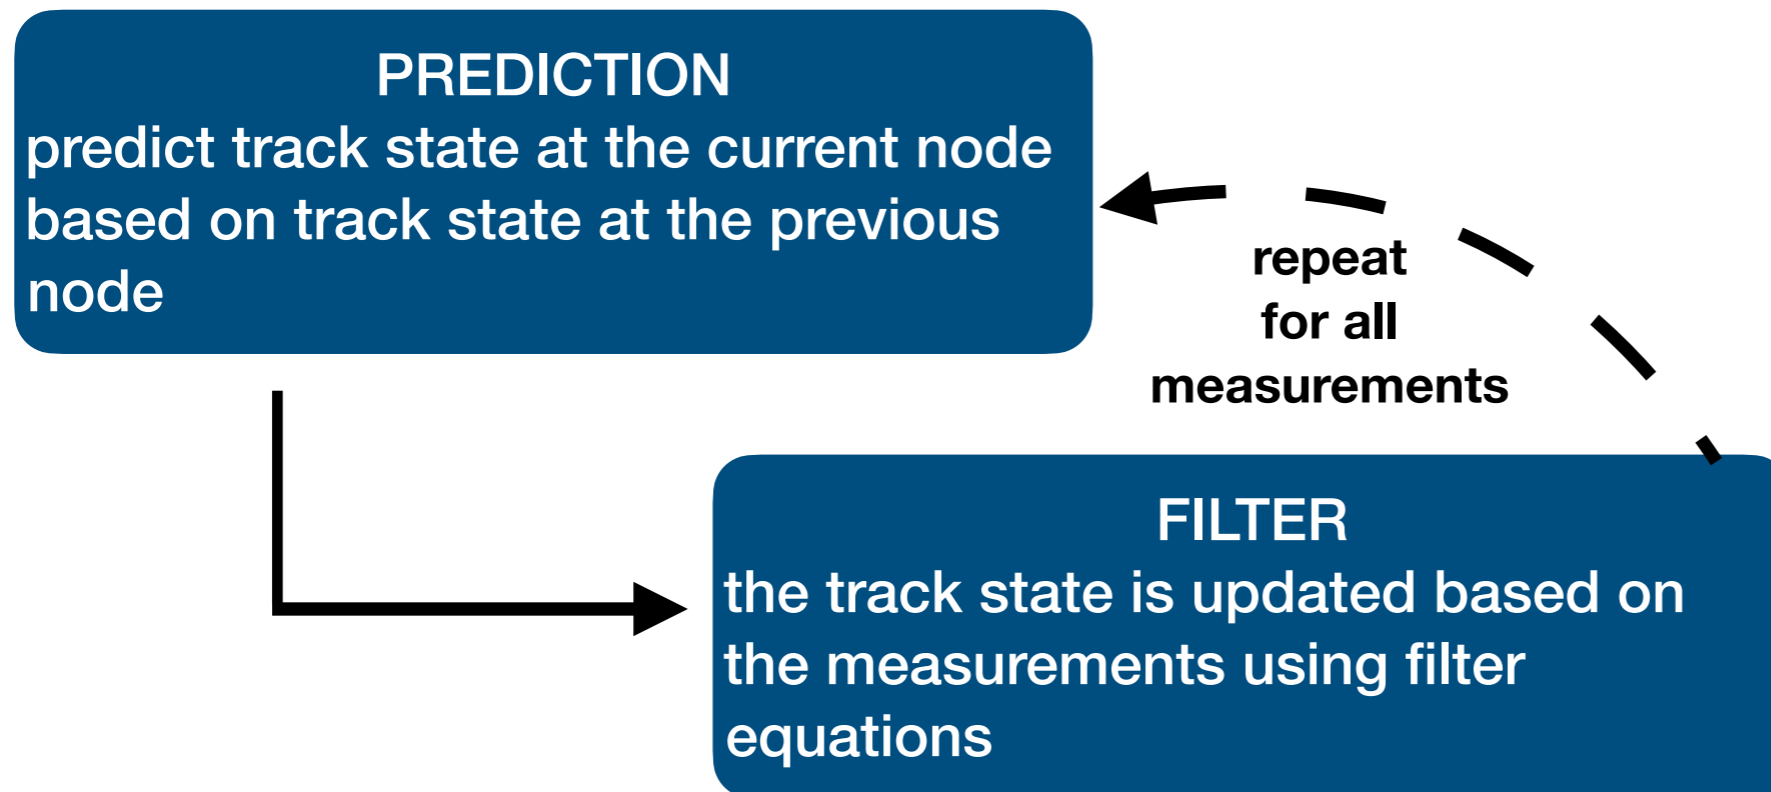 PREDICTION
predict track state at the current node
based on track state at the previous
node
repeat
for all
measurements
FILTER
the track state is updated based on
the measurements using filter
equations